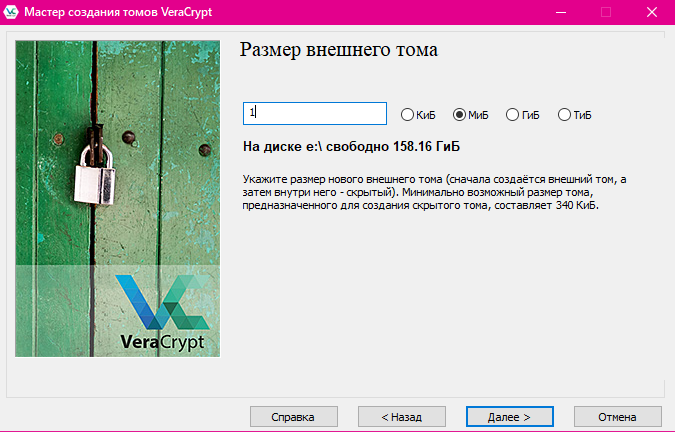 Мастер создания томов VeraCrypt
Размер внешнего тома
1
КиБ
МиБ
ГиБ
ТиБ
На диске e:\ свободно 158.16 ГиБ
Укажите размер нового внешнего тома (сначала создаётся внешний том, а
затем внутри него - скрытый). Минимально возможный размер тома,
предназначенного для создания скрытого тома, составляет 340 КиБ.
VeraCrypt
Справка
< Назад
Далее >
Отмена